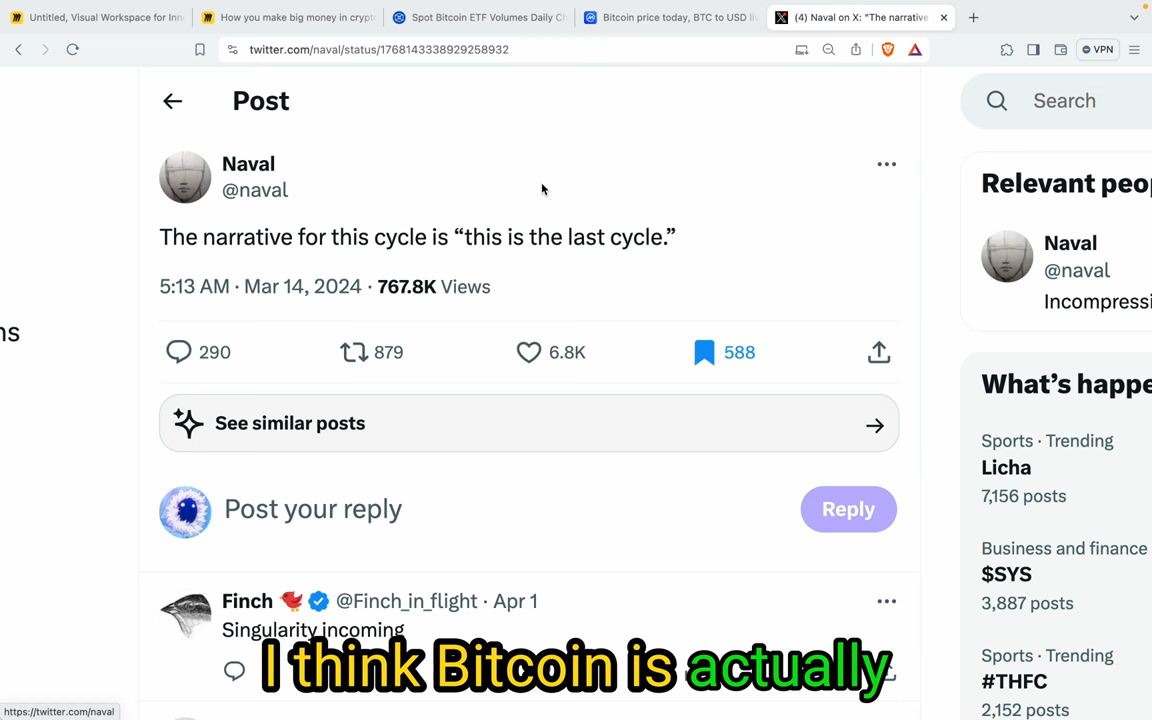 Untitled, Visual Workspace for Inn
How you make big money in crypt
Spot Bitcoin ETF Volumes Daily Ch
Bitcoin price today, BTC to USD liv
(4) Naval on X: "The narrative
twitter.com/naval/status/1768143338929258932
VPN
Post
Search
Naval
@naval
The narrative for this cycle is “this is the last cycle.”
5:13 AM · Mar 14, 2024 · 767.8K Views
290
879
6.8K
588
See similar posts
Post your reply
Reply
Finch @Finch_in_flight · Apr 1
Singularity incoming
I think Bitcoin is actually
ns
Relevant peop
Naval
@naval
Incompressi
What’s happe
Sports · Trending
Licha
7,156 posts
Business and finance
$SYS
3,887 posts
Sports · Trending
#THFC
2,152 posts
https://twitter.com/naval